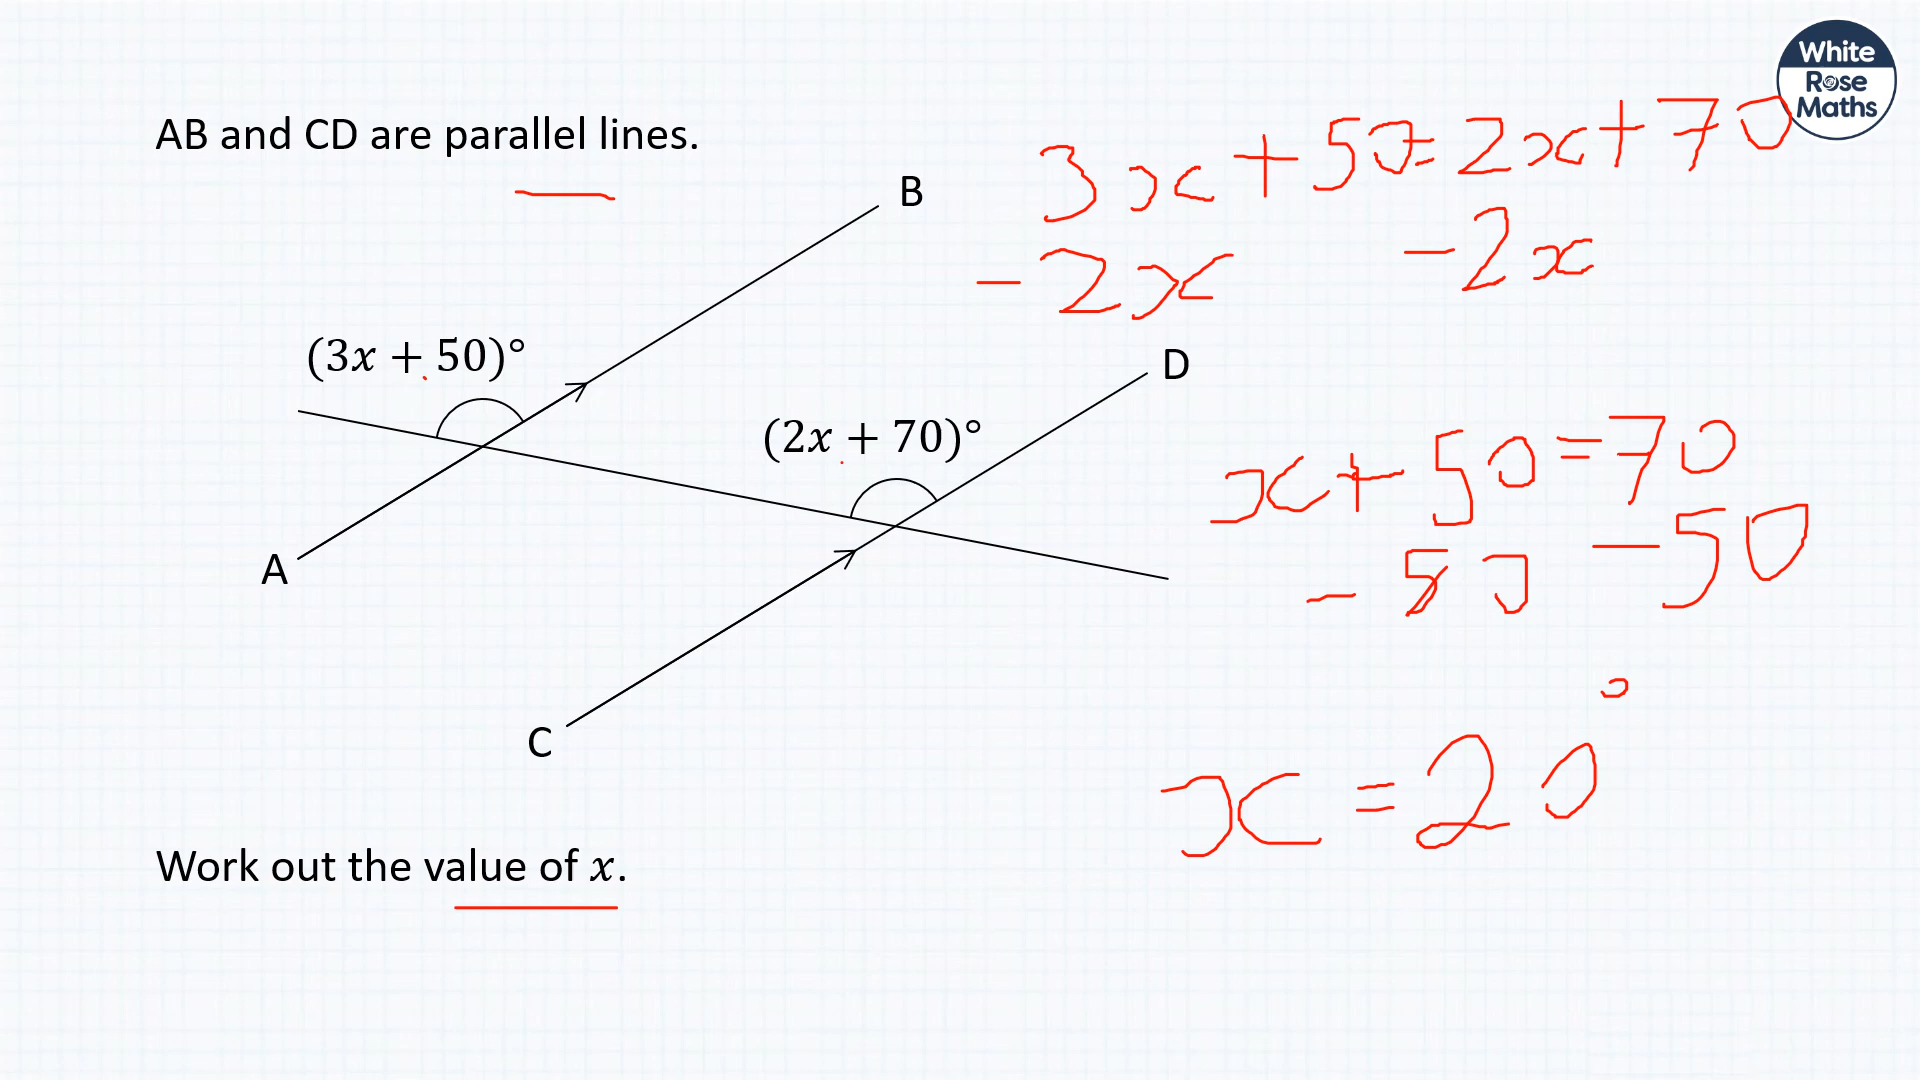 White
Rose
Maths
AB and CD are parallel lines.
3x + 50 = 2x + 70
B
- 2x - 2x
(3x + 50)°
D
(2x + 70)°
x + 50 = 70
A
- 50 - 50
C
x = 20°
Work out the value of x.